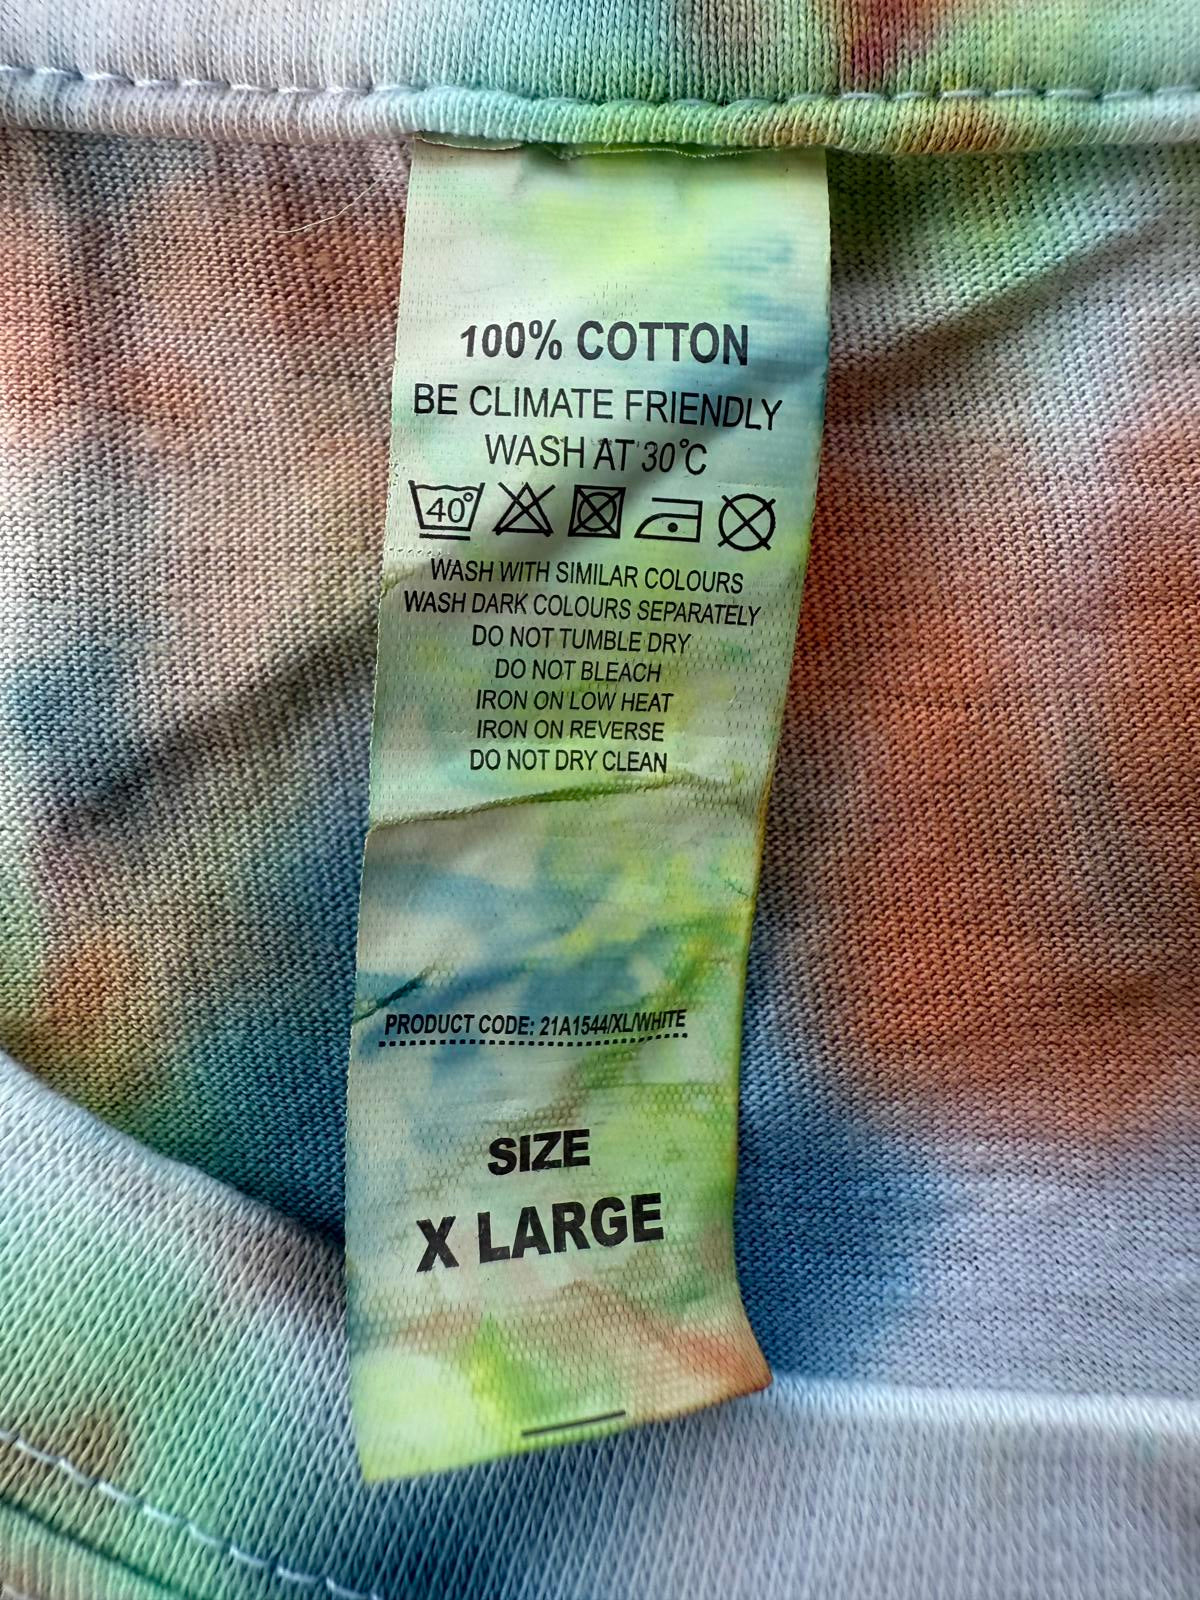 100% COTTON
BE CLIMATE FRIENDLY
WASH AT 30°C
40°
WASH WITH SIMILAR COLOURS
WASH DARK COLOURS SEPARATELY
DO NOT TUMBLE DRY
DO NOT BLEACH
IRON ON LOW HEAT
IRON ON REVERSE
DO NOT DRY CLEAN
PRODUCT CODE: 21A1544/XL/WHITE
SIZE
X LARGE